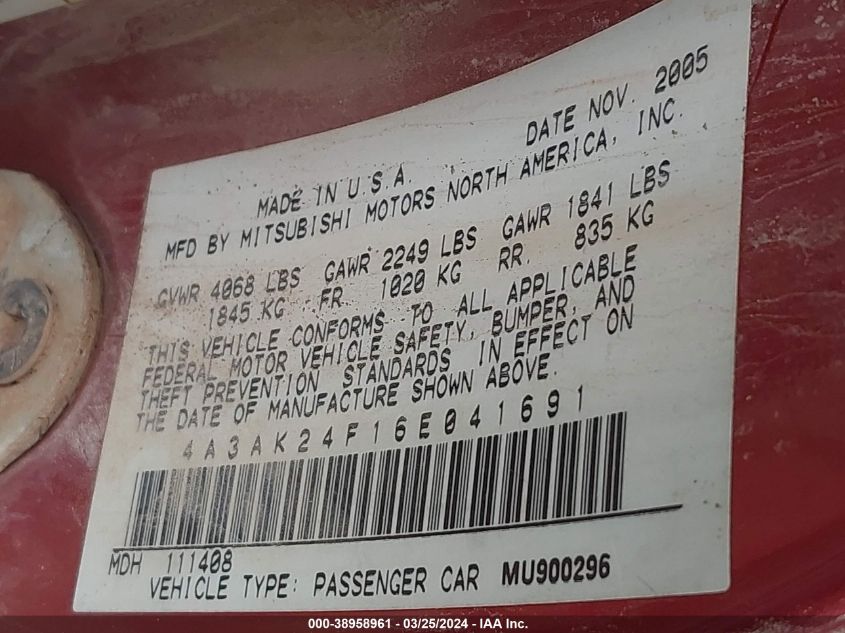 MADE IN U.S.A. DATE NOV. 2005
MFD BY MITSUBISHI MOTORS NORTH AMERICA, INC.
GVWR 4068 LBS GAWR 2249 LBS GAWR 1841 LBS
1845 KG FR. 1020 KG RR. 835 KG
THIS VEHICLE CONFORMS TO ALL APPLICABLE
FEDERAL MOTOR VEHICLE SAFETY, BUMPER, AND
THEFT PREVENTION STANDARDS IN EFFECT ON
THE DATE OF MANUFACTURE SHOWN ABOVE.
4A3AK24F16E041691
MDH 111408
VEHICLE TYPE: PASSENGER CAR MU900296
000-38958961 - 03/25/2024 - IAA Inc.